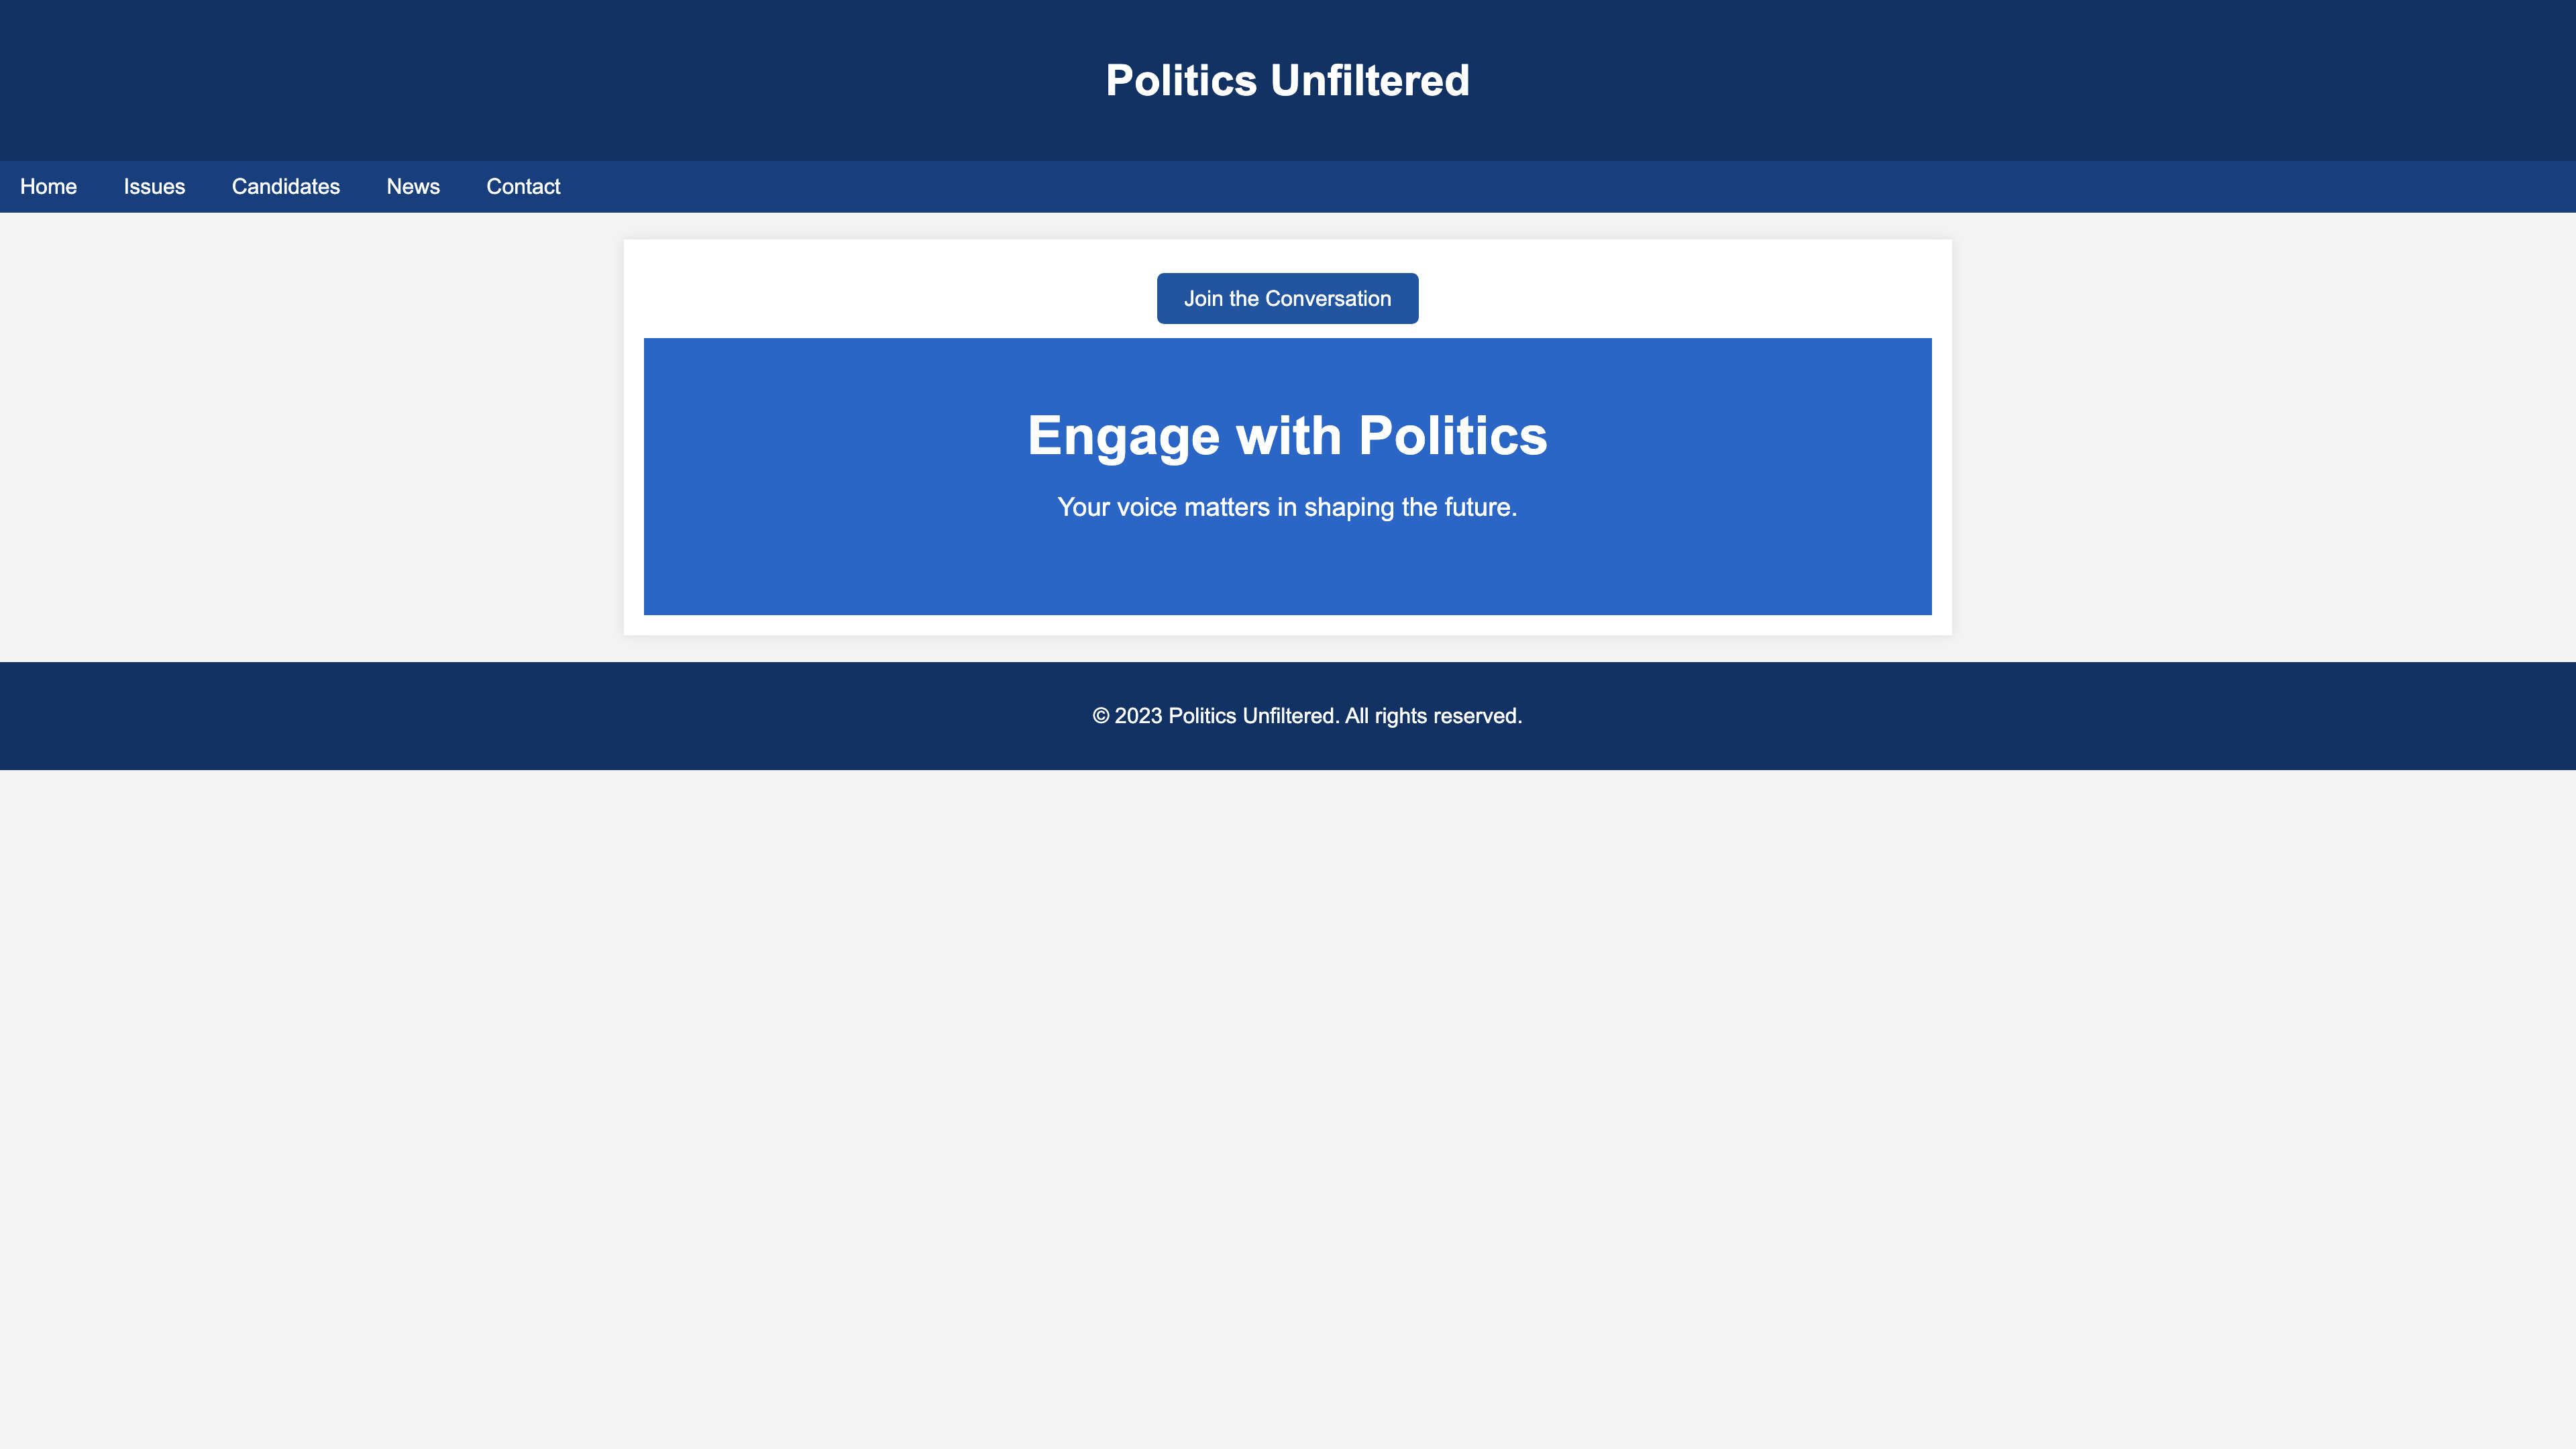 Politics Unfiltered
Home Issues Candidates News Contact
Join the Conversation
Engage with Politics
Your voice matters in shaping the future.
© 2023 Politics Unfiltered. All rights reserved.